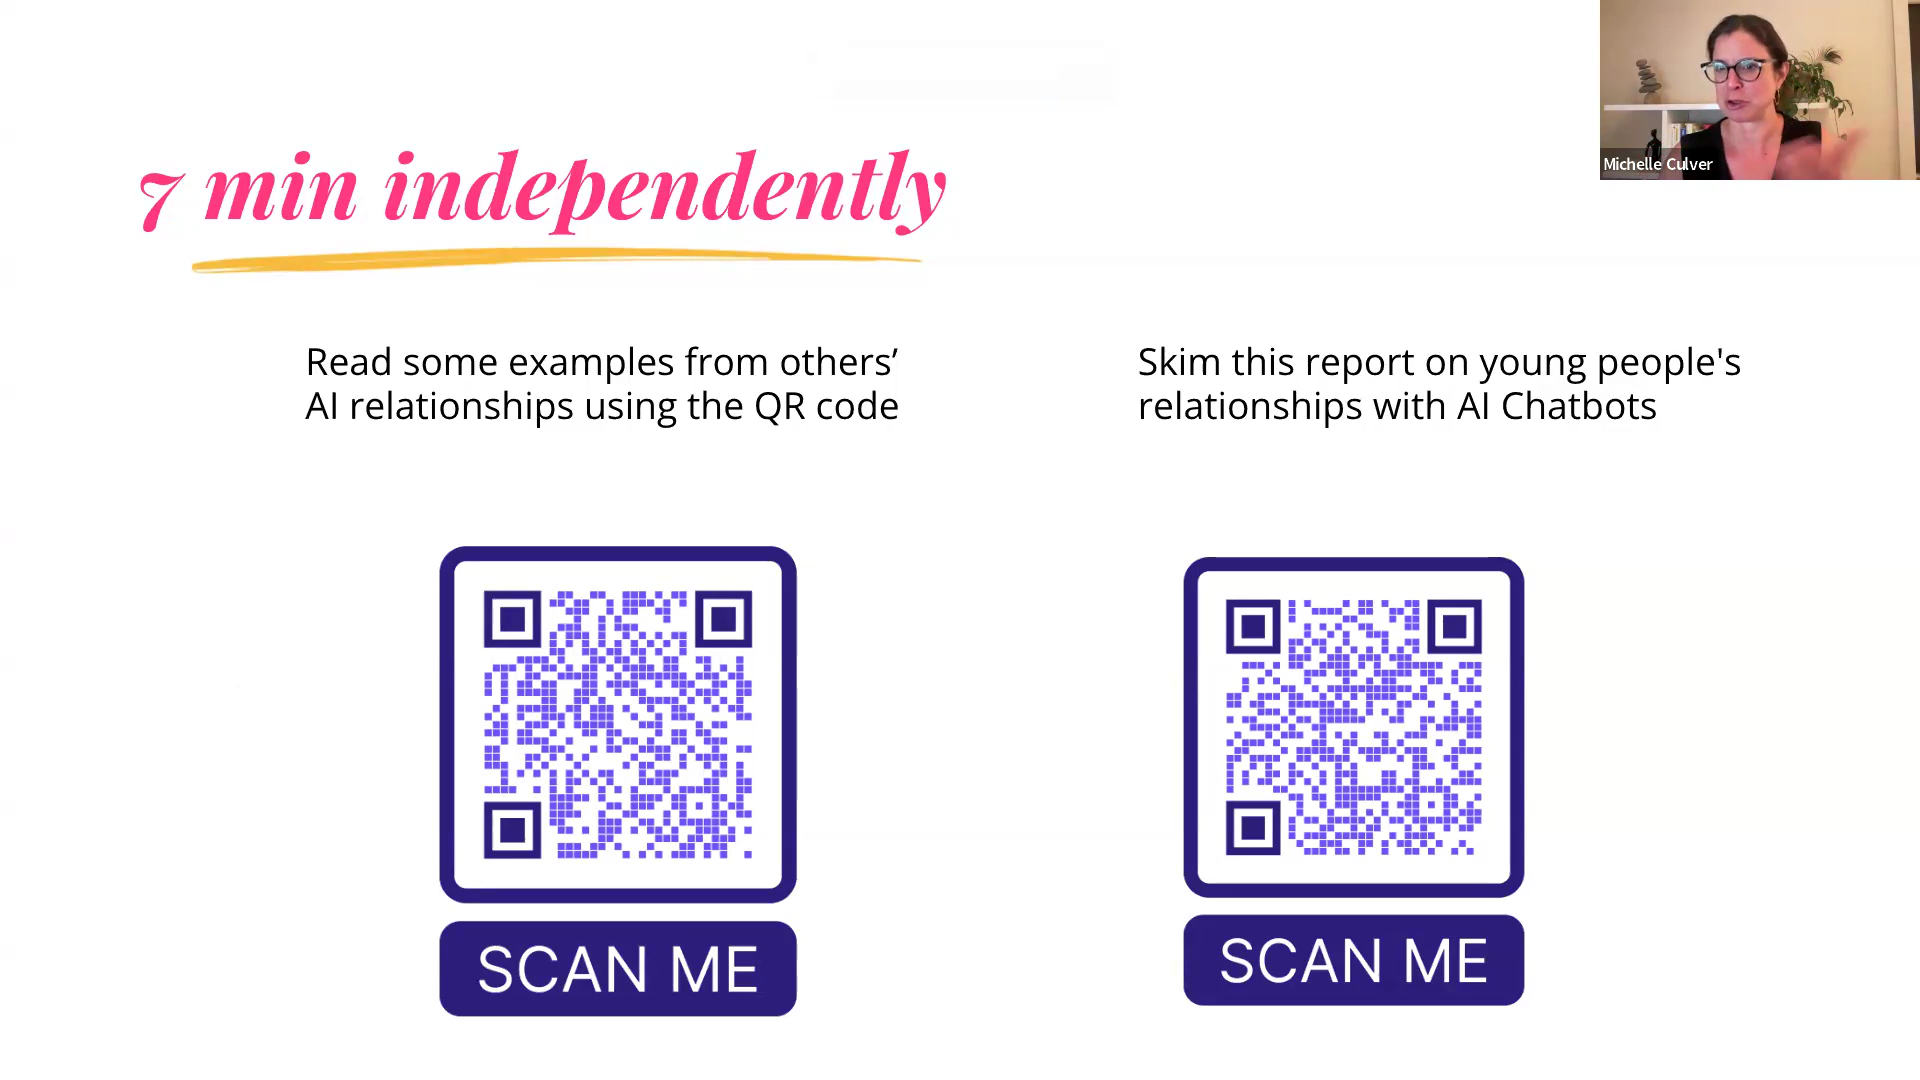 7 min independently
Michelle Culver
Read some examples from others’
AI relationships using the QR code
Skim this report on young people's
relationships with AI Chatbots
SCAN ME
SCAN ME